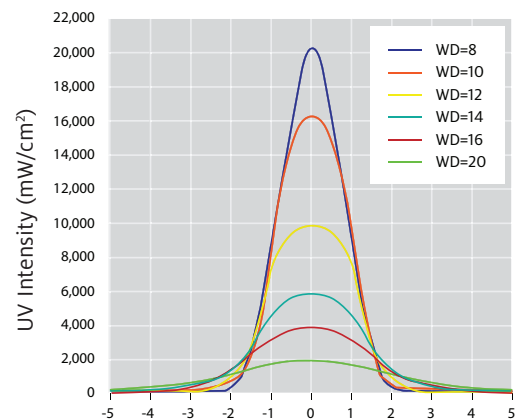 22,000
20,000
18,000
16,000
14,000
12,000
10,000
8,000
6,000
4,000
2,000
0
UV Intensity (mW/cm²)
WD=8
WD=10
WD=12
WD=14
WD=16
WD=20
-5 -4 -3 -2 -1 0 1 2 3 4 5